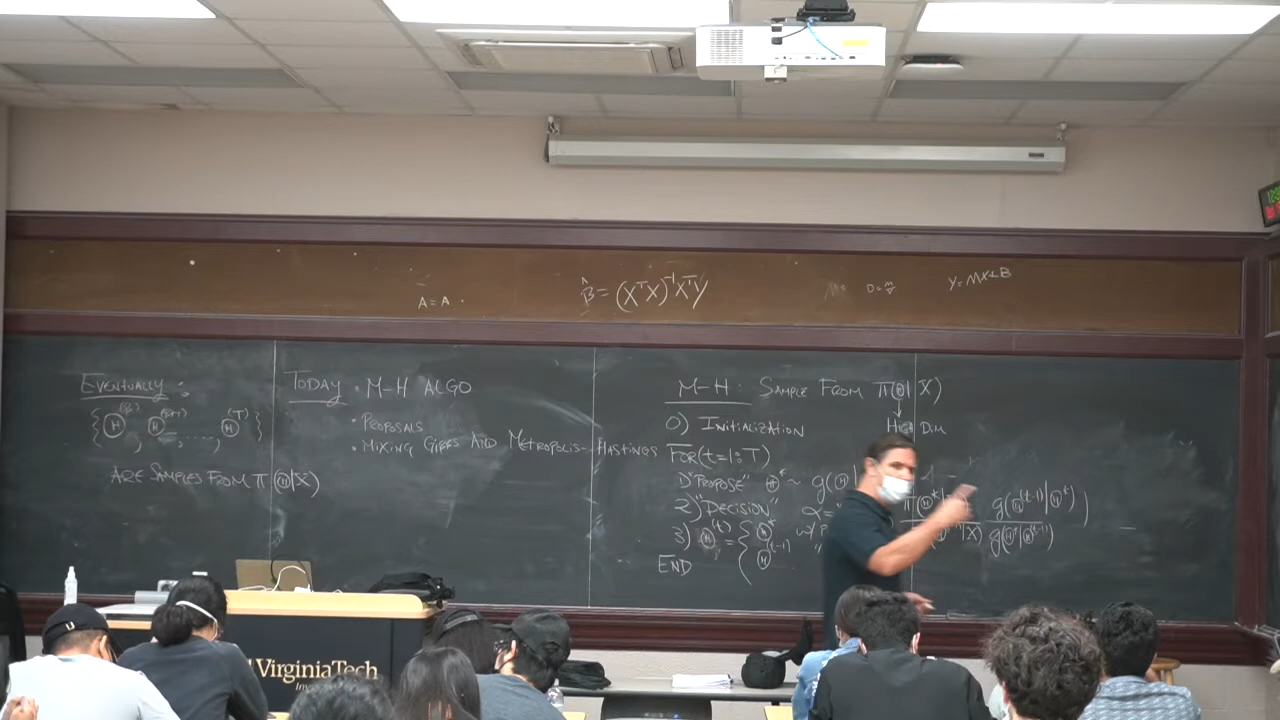 A = A
β̂ = (XᵀX)⁻¹XᵀY
Y = MX+B
EVENTUALLY:
ARE SAMPLES FROM π(Θ|X)
TODAY • M-H ALGO
• PROPOSALS
• MIXING GIBBS AND METROPOLIS-HASTINGS
M-H: SAMPLE FROM π(Θ|X)
HIGH DIM
0) INITIALIZATION
FOR(t=1:T)
1) "PROPOSE" Θ* ~ g(Θ|
2) "DECISION" α =
g(Θ⁽ᵗ⁻¹⁾|Θ*)
g(Θ*|Θ⁽ᵗ⁻¹⁾)
3) Θ⁽ᵗ⁾ = { Θ*
Θ⁽ᵗ⁻¹⁾
END
VirginiaTech